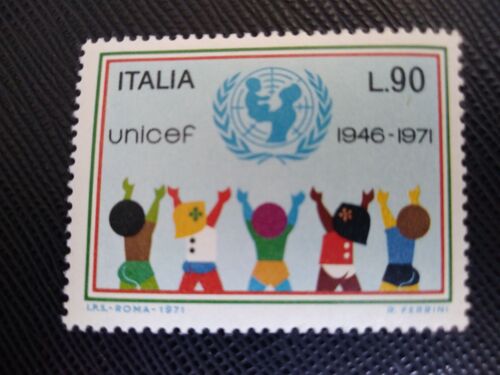 ITALIA L.90
unicef 1946-1971
I.P.S.-ROMA-1971 R. FERRINI